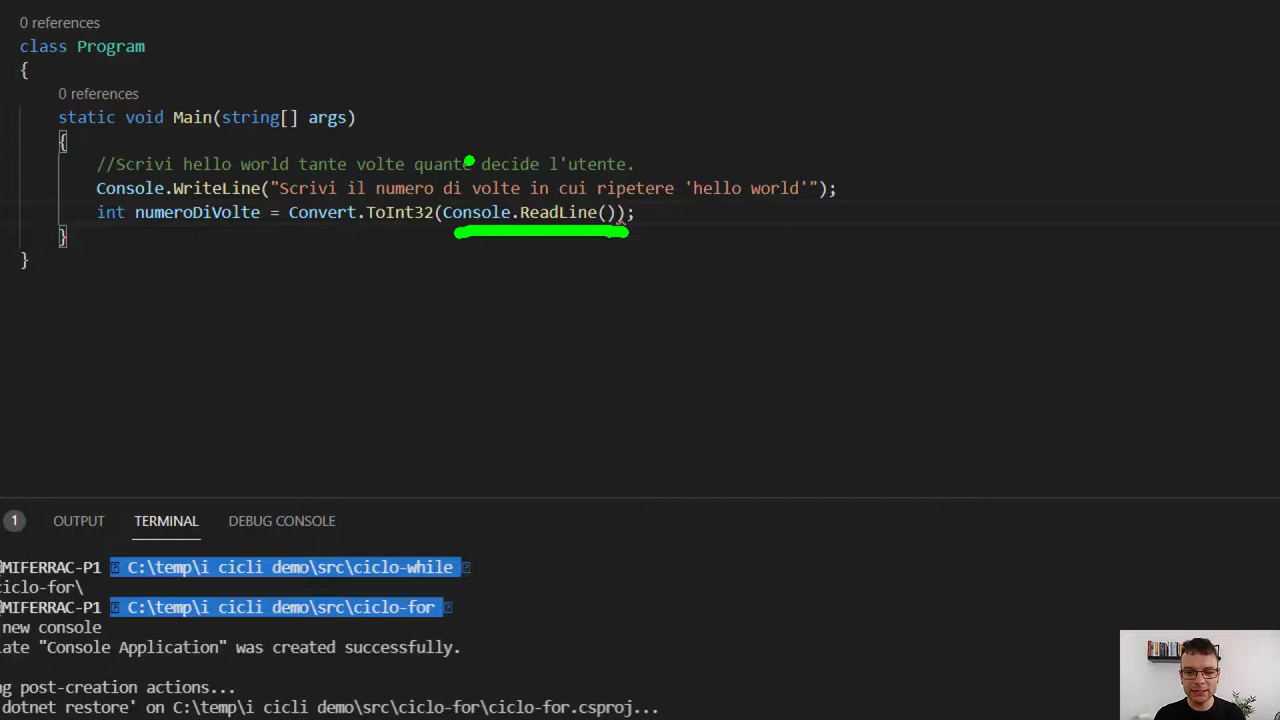 0 references
class Program
{
0 references
static void Main(string[] args)
{
//Scrivi hello world tante volte quante decide l'utente.
Console.WriteLine("Scrivi il numero di volte in cui ripetere 'hello world'");
int numeroDiVolte = Convert.ToInt32(Console.ReadLine());
}
}
1 OUTPUT TERMINAL DEBUG CONSOLE
@MIFERRAC-P1 C:\temp\i cicli demo\src\ciclo-while
ciclo-for\
@MIFERRAC-P1 C:\temp\i cicli demo\src\ciclo-for
new console
late "Console Application" was created successfully.
ng post-creation actions...
dotnet restore' on C:\temp\i cicli demo\src\ciclo-for\ciclo-for.csproj...